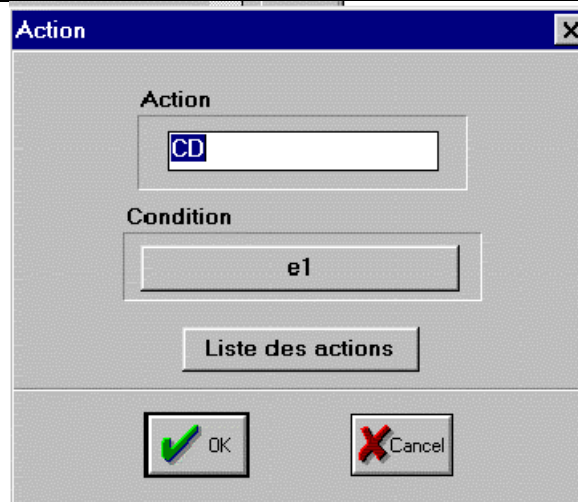 Action
Action
CD
Condition
e1
Liste des actions
OK
Cancel